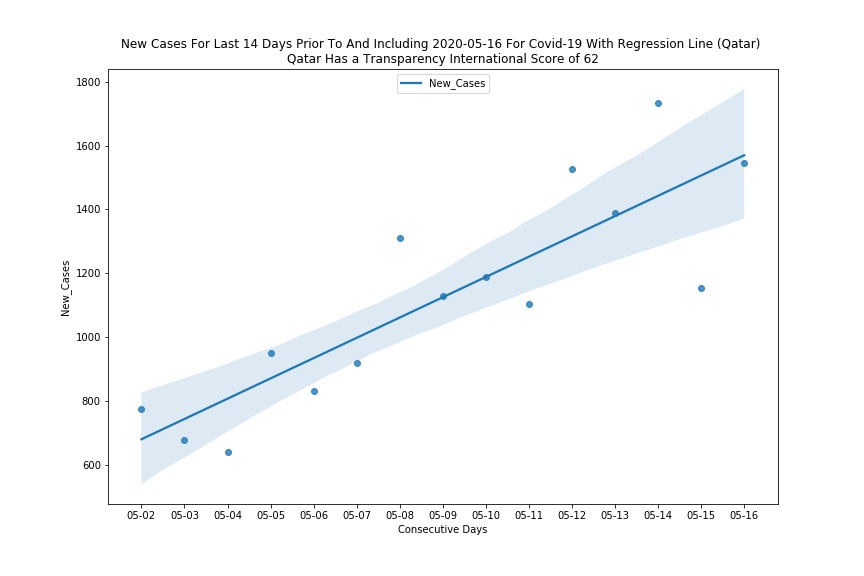 New Cases For Last 14 Days Prior To And Including 2020-05-16 For Covid-19 With Regression Line (Qatar)
Qatar Has a Transparency International Score of 62
New_Cases
1800
1600
1400
1200
1000
800
600
New_Cases
05-02 05-03 05-04 05-05 05-06 05-07 05-08 05-09 05-10 05-11 05-12 05-13 05-14 05-15 05-16
Consecutive Days